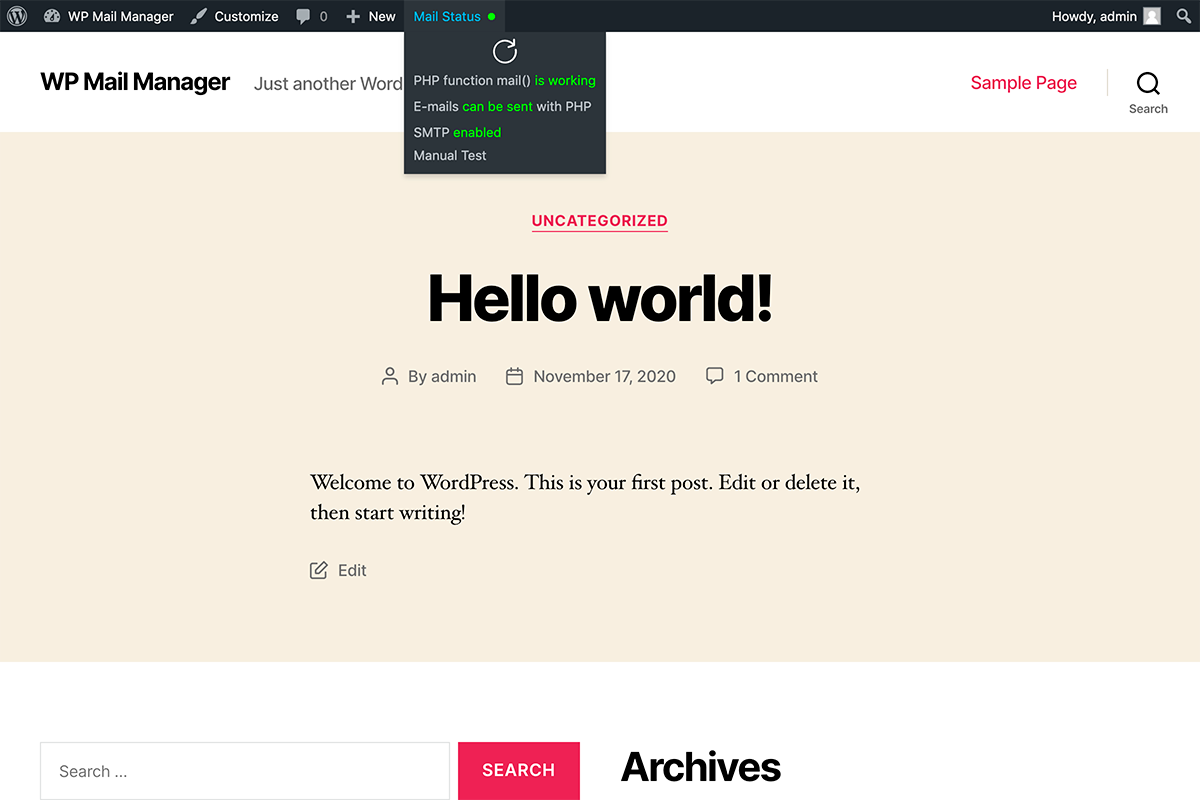 WP Mail Manager Customize 0 New Mail Status Howdy, admin
PHP function mail() is working
E-mails can be sent with PHP
SMTP enabled
Manual Test
WP Mail Manager Just another Word Sample Page
Search
UNCATEGORIZED
Hello world!
By admin November 17, 2020 1 Comment
Welcome to WordPress. This is your first post. Edit or delete it,
then start writing!
Edit
Search ... SEARCH Archives